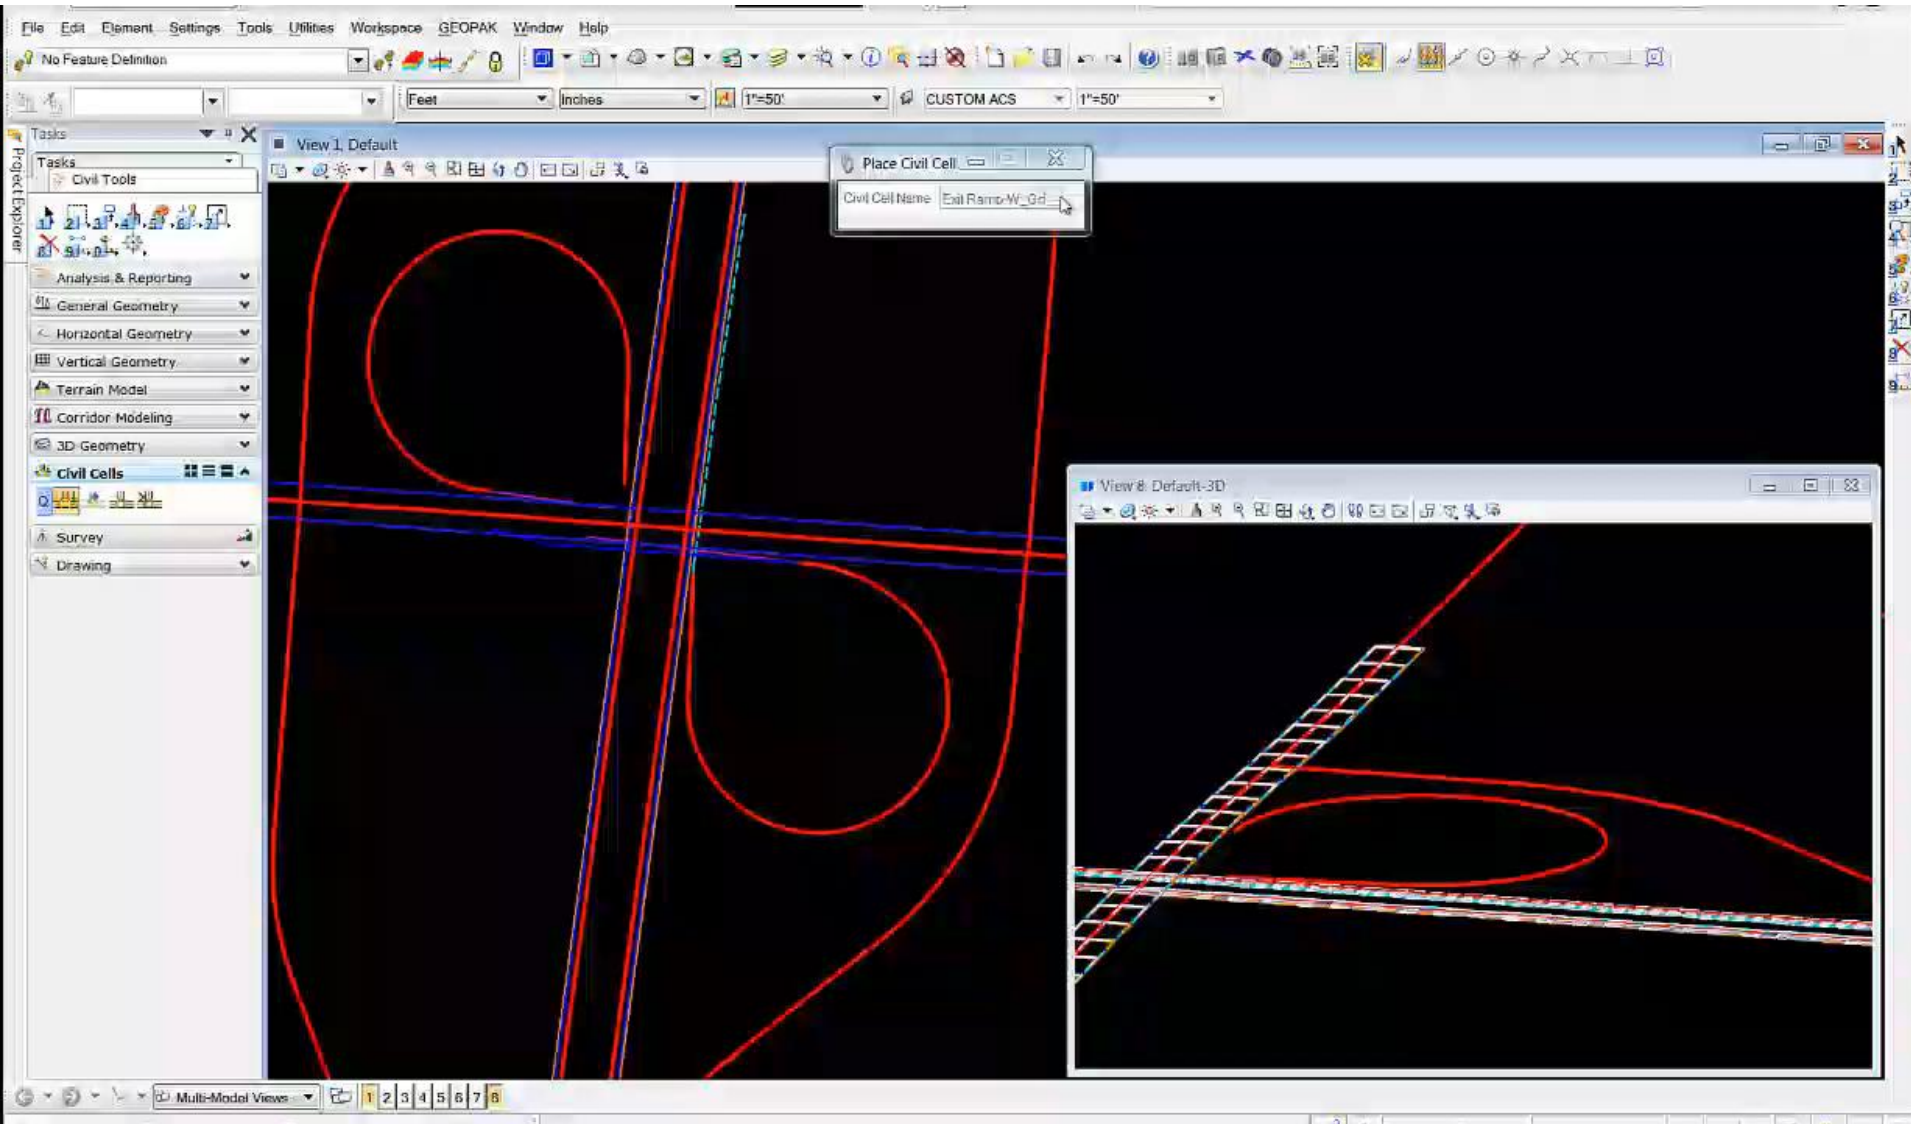 File Edit Element Settings Tools Utilities Workspace GEOPAK Window Help
No Feature Definition
Feet Inches 1"=50' CUSTOM ACS 1"=50'
Project Explorer
Tasks
Tasks
Civil Tools
Analysis & Reporting
General Geometry
Horizontal Geometry
Vertical Geometry
Terrain Model
Corridor Modeling
3D Geometry
Civil Cells
Survey
Drawing
View 1, Default
Place Civil Cell
Civil Cell Name Exit Ramp-W_Gd
View 8, Default-3D
Multi-Model Views 1 2 3 4 5 6 7 8